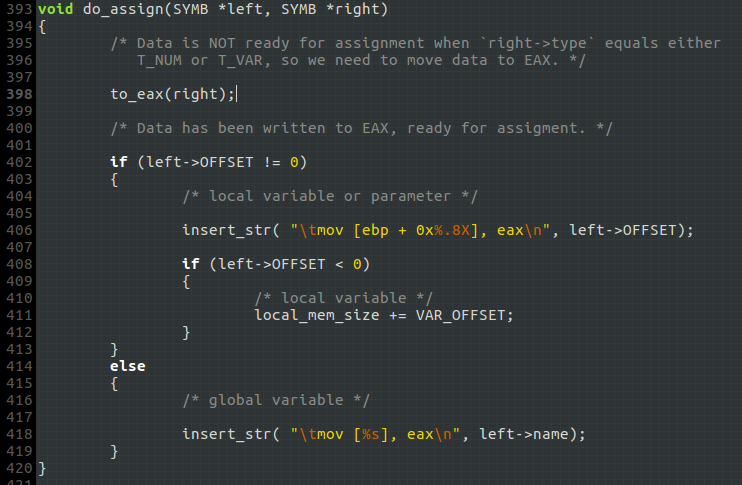 393 void do_assign(SYMB *left, SYMB *right)
394 {
395         /* Data is NOT ready for assignment when `right->type` equals either
396            T_NUM or T_VAR, so we need to move data to EAX. */
397
398         to_eax(right);
399
400         /* Data has been written to EAX, ready for assigment. */
401
402         if (left->OFFSET != 0)
403         {
404                 /* local variable or parameter */
405
406                 insert_str( "\tmov [ebp + 0x%.8X], eax\n", left->OFFSET);
407
408                 if (left->OFFSET < 0)
409                 {
410                         /* local variable */
411                         local_mem_size += VAR_OFFSET;
412                 }
413         }
414         else
415         {
416                 /* global variable */
417
418                 insert_str( "\tmov [%s], eax\n", left->name);
419         }
420 }
421